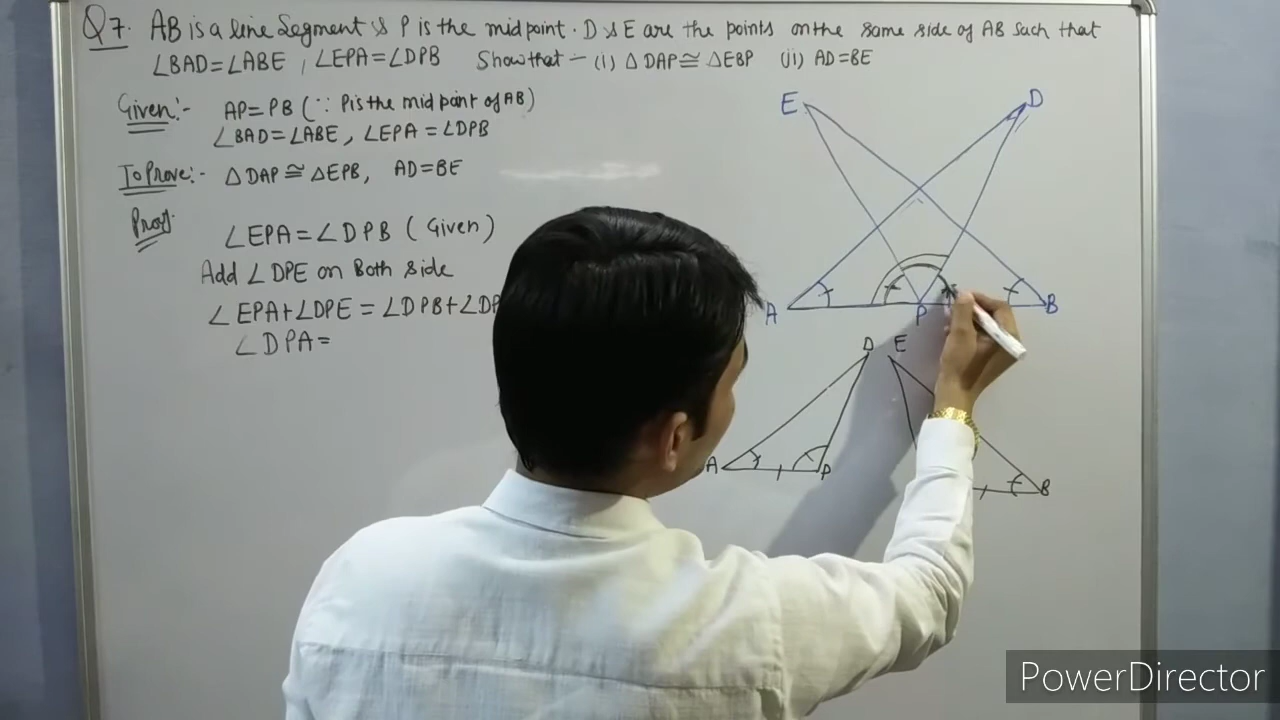 Q7. AB is a line Segment & P is the midpoint. D & E are the points on the same side of AB Such that
∠BAD=∠ABE , ∠EPA=∠DPB Show that - (i) △DAP≅△EBP (ii) AD=BE
Given:- AP=PB (∵ P is the mid point of AB)
∠BAD=∠ABE, ∠EPA=∠DPB
To Prove:- △DAP≅△EPB, AD=BE
Proof
∠EPA=∠DPB (Given)
Add ∠DPE on Both side
∠EPA+∠DPE = ∠DPB+∠DP
∠DPA=
E D
A P B
D E
A P B
PowerDirector